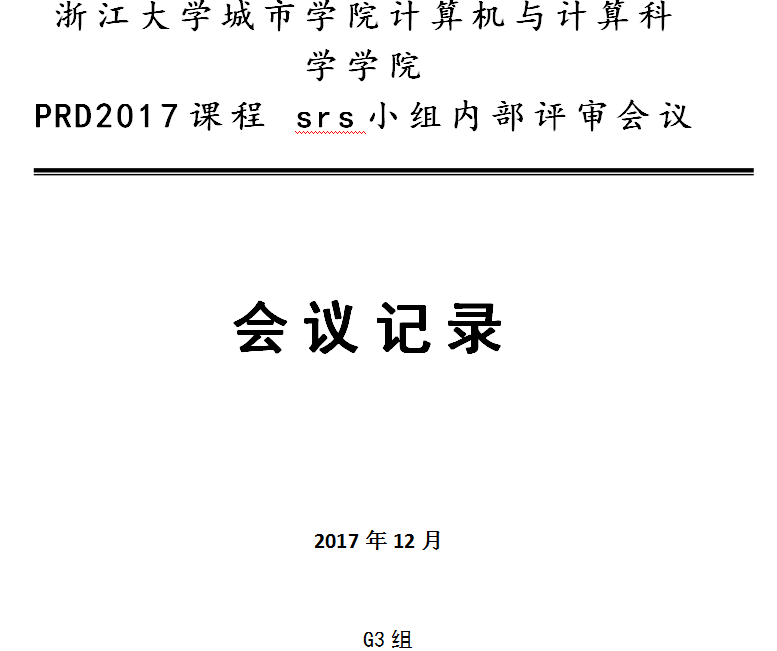 浙江大学城市学院计算机与计算科
学学院
PRD2017课程 srs小组内部评审会议
会议记录
2017年12月
G3组